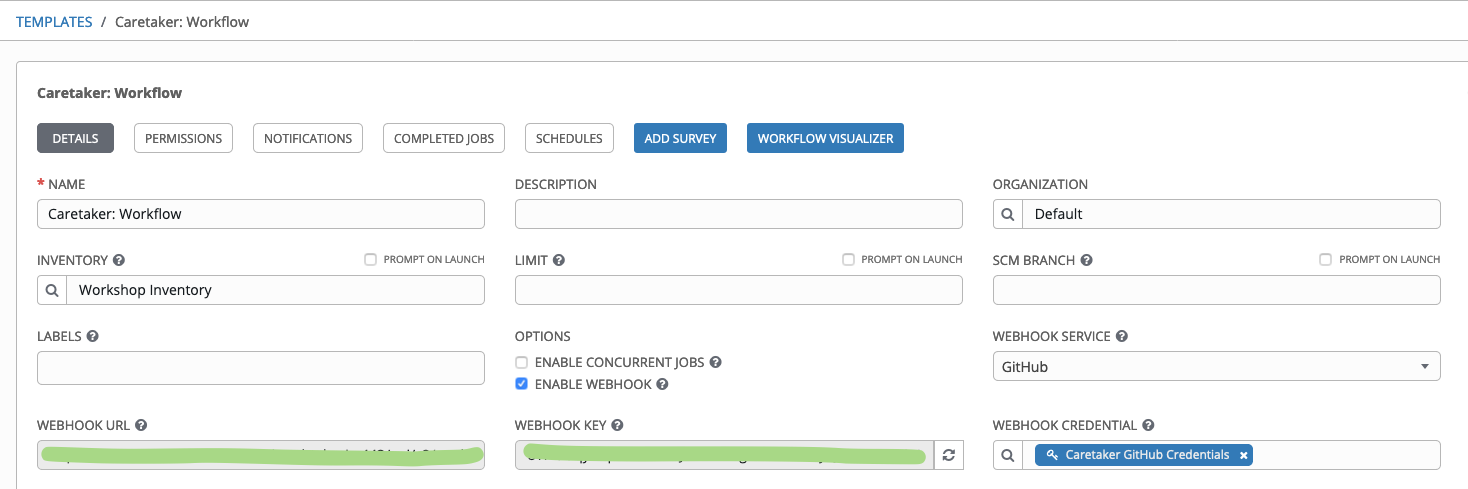 TEMPLATES / Caretaker: Workflow
Caretaker: Workflow
DETAILS PERMISSIONS NOTIFICATIONS COMPLETED JOBS SCHEDULES ADD SURVEY WORKFLOW VISUALIZER
* NAME DESCRIPTION ORGANIZATION
Caretaker: Workflow Default
INVENTORY PROMPT ON LAUNCH LIMIT PROMPT ON LAUNCH SCM BRANCH PROMPT ON LAUNCH
Workshop Inventory
LABELS OPTIONS WEBHOOK SERVICE
ENABLE CONCURRENT JOBS
GitHub
ENABLE WEBHOOK
WEBHOOK URL WEBHOOK KEY WEBHOOK CREDENTIAL
Caretaker GitHub Credentials ×